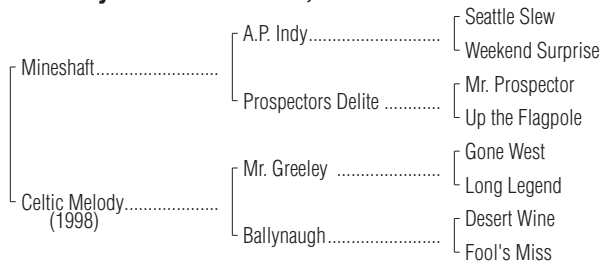 Seattle Slew
A.P. Indy
Weekend Surprise
Mineshaft
Mr. Prospector
Prospectors Delite
Up the Flagpole
Gone West
Mr. Greeley
Long Legend
Celtic Melody
(1998)
Desert Wine
Ballynaugh
Fool's Miss